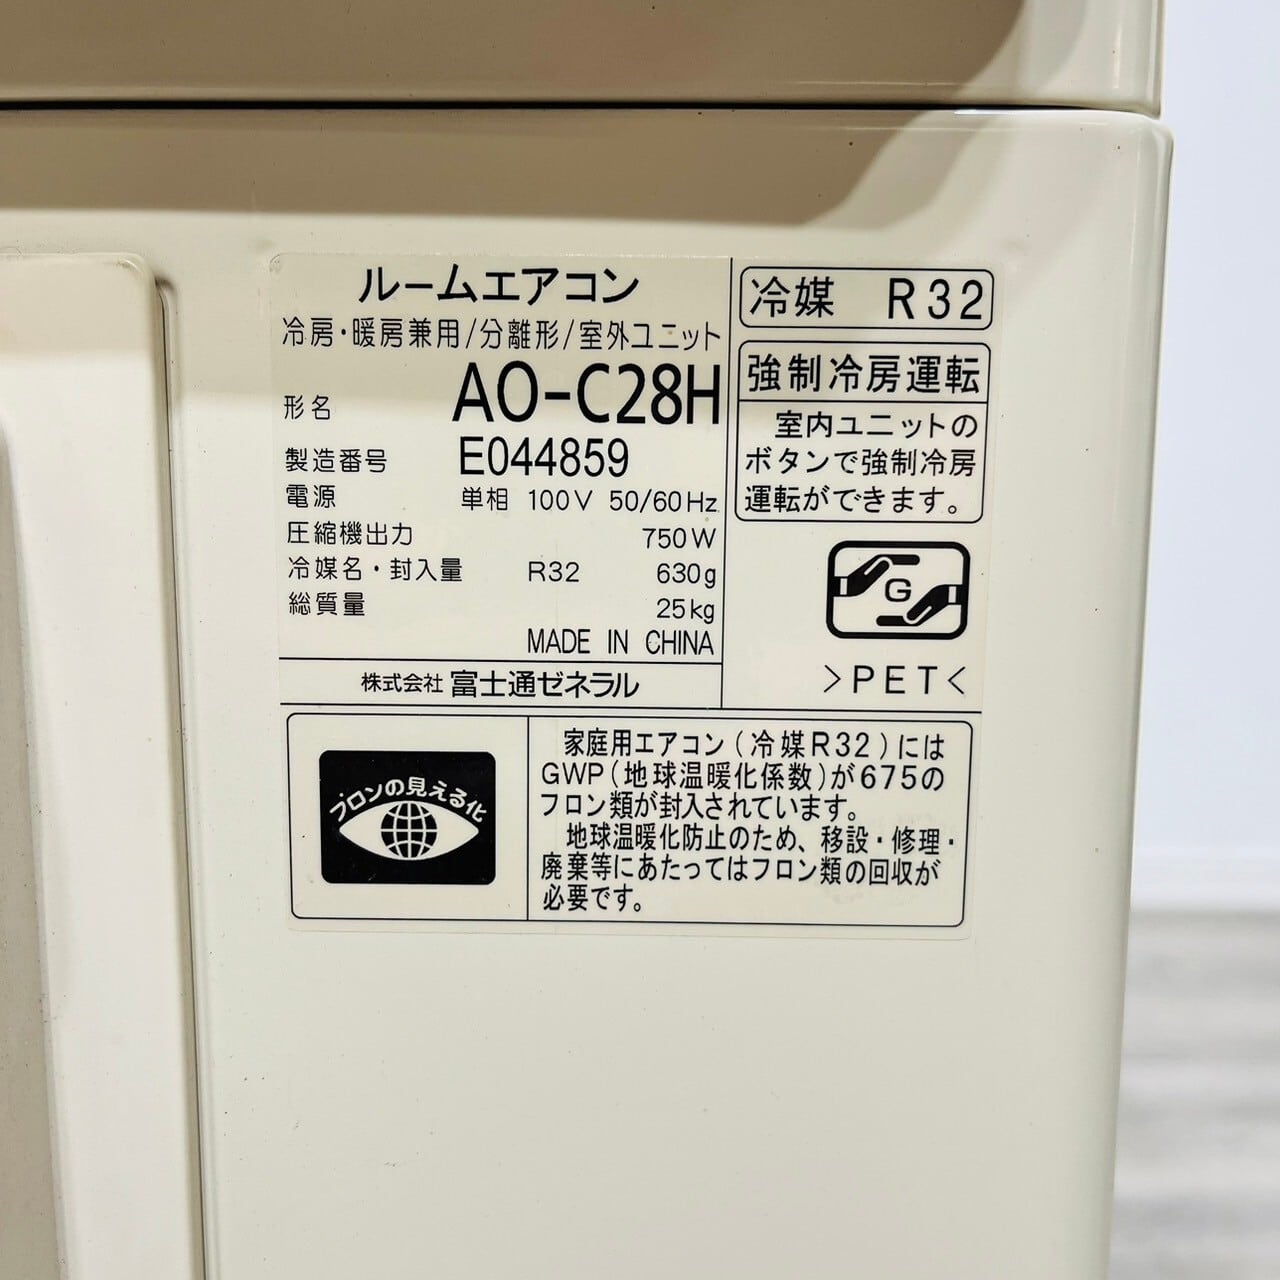 ルームエアコン
冷房・暖房兼用/分離形/室外ユニット
形名 AO-C28H
製造番号 E044859
電源 単相 100V 50/60Hz
圧縮機出力 750W
冷媒名・封入量 R32 630g
総質量 25kg
MADE IN CHINA
株式会社 富士通ゼネラル
冷媒 R32
強制冷房運転
室内ユニットの
ボタンで強制冷房
運転ができます。
G
>PET<
フロンの見える化
家庭用エアコン(冷媒R32)には
GWP(地球温暖化係数)が675の
フロン類が封入されています。
地球温暖化防止のため、移設・修理・
廃棄等にあたってはフロン類の回収が
必要です。